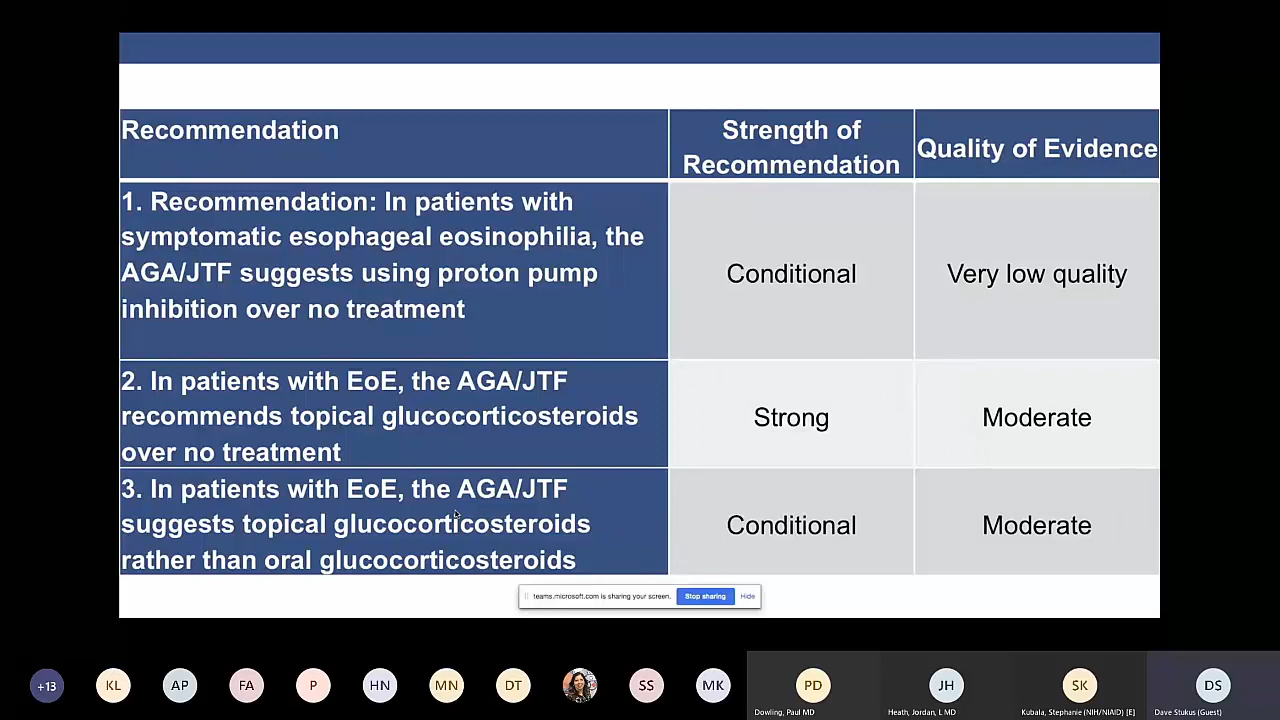 Recommendation
Strength of
Recommendation
Quality of Evidence
1. Recommendation: In patients with
symptomatic esophageal eosinophilia, the
AGA/JTF suggests using proton pump
inhibition over no treatment
Conditional
Very low quality
2. In patients with EoE, the AGA/JTF
recommends topical glucocorticosteroids
over no treatment
Strong
Moderate
3. In patients with EoE, the AGA/JTF
suggests topical glucocorticosteroids
rather than oral glucocorticosteroids
Conditional
Moderate
teams.microsoft.com is sharing your screen.
Stop sharing
Hide
+13
KL
AP
FA
P
HN
MN
DT
SS
MK
PD
JH
SK
DS
Dowling, Paul MD
Heath, Jordan, L MD
Kubala, Stephanie (NIH/NIAID) [E]
Dave Stukus (Guest)